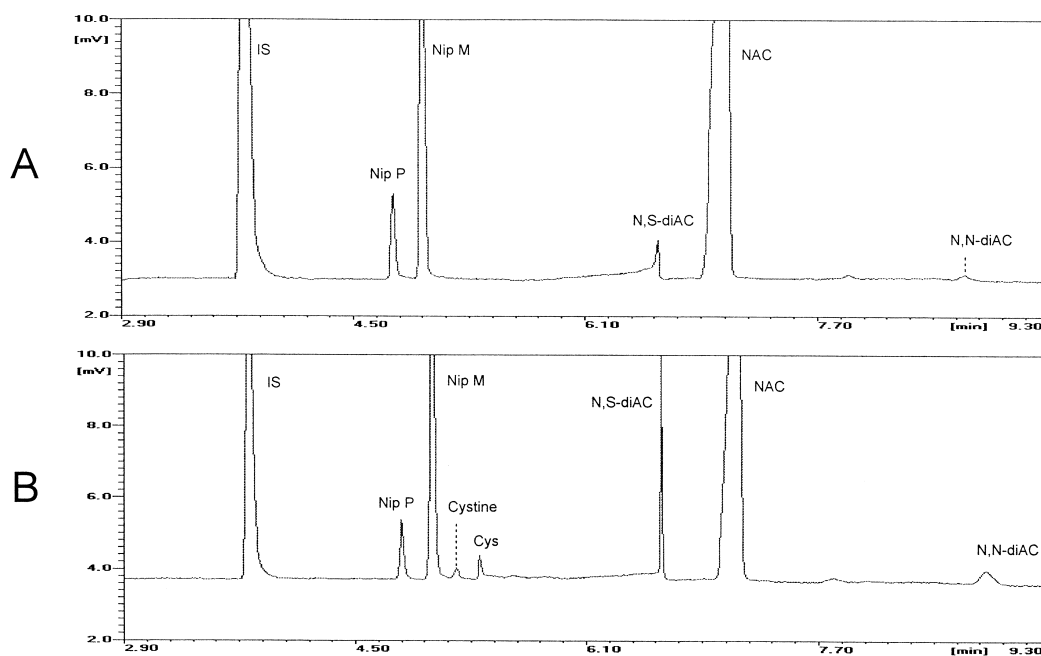 A
10.0
[mV]
8.0
6.0
4.0
2.0
IS
Nip P
Nip M
N,S-diAC
NAC
N,N-diAC
2.90 4.50 6.10 7.70 [min] 9.30
B
10.0
[mV]
8.0
6.0
4.0
2.0
IS
Nip P
Nip M
Cystine
Cys
N,S-diAC
NAC
N,N-diAC
2.90 4.50 6.10 7.70 [min] 9.30